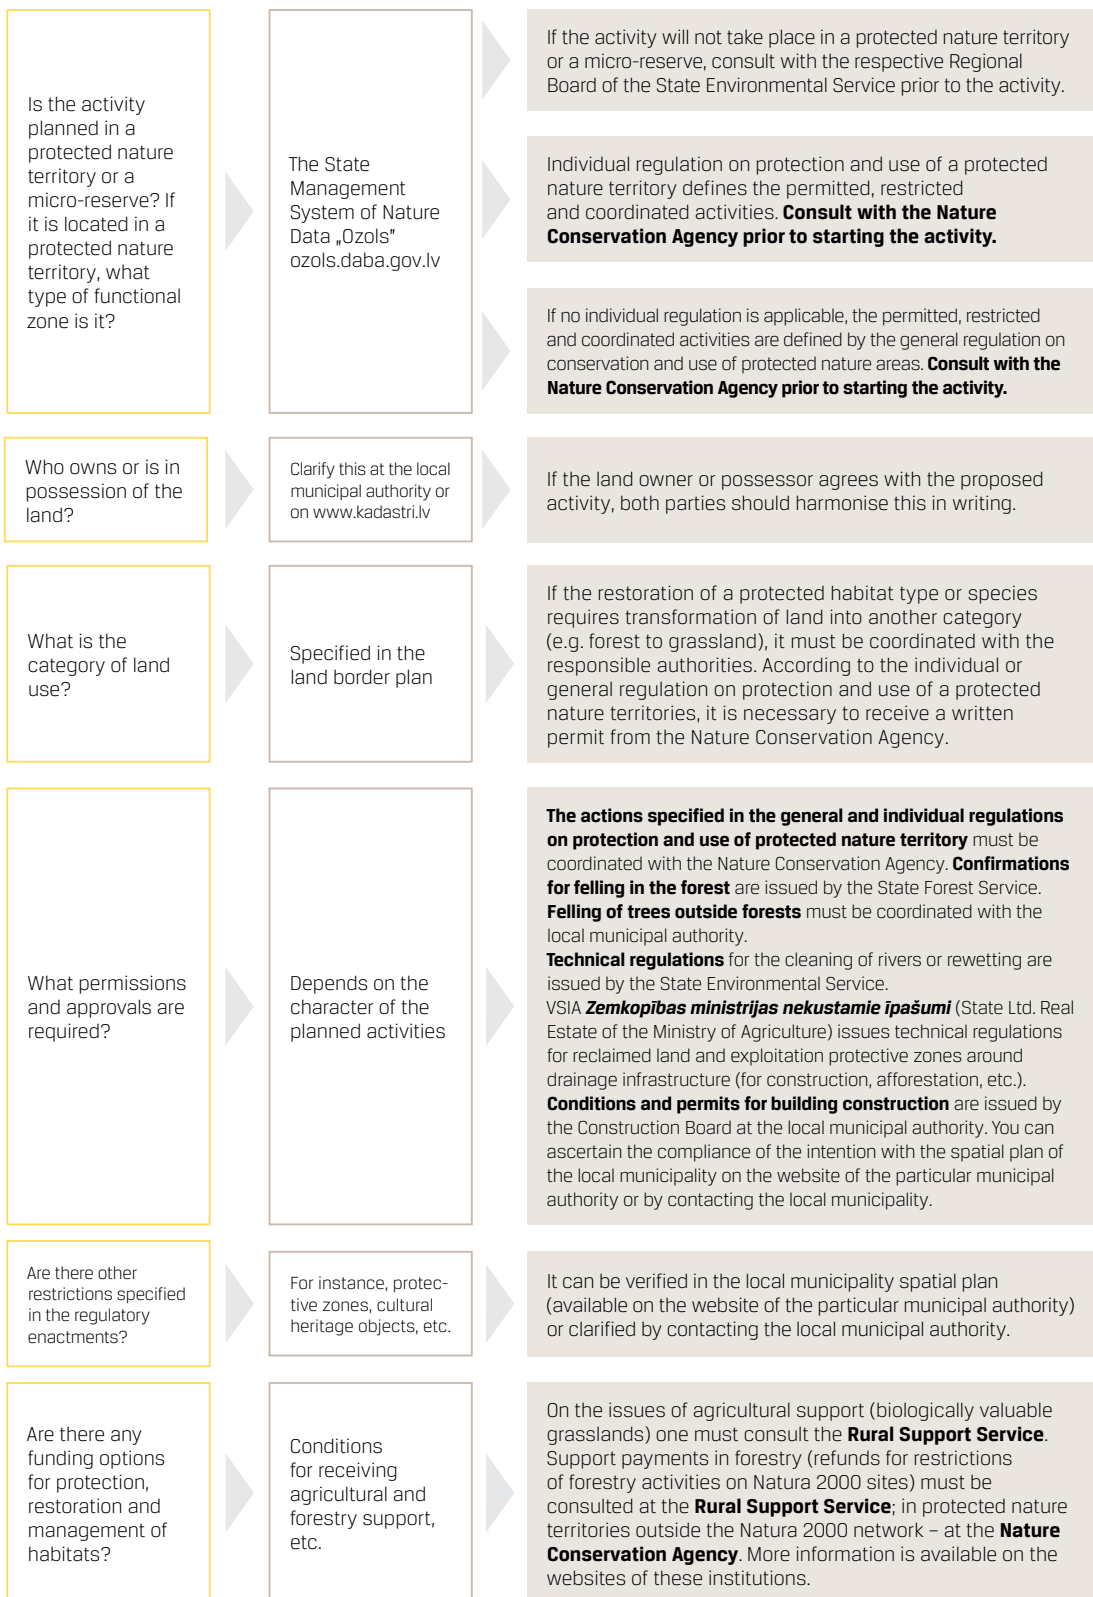 Is the activity
planned in a
protected nature
territory or a
micro-reserve? If
it is located in a
protected nature
territory, what
type of functional
zone is it?
The State
Management
System of Nature
Data „Ozols”
ozols.daba.gov.lv
If the activity will not take place in a protected nature territory
or a micro-reserve, consult with the respective Regional
Board of the State Environmental Service prior to the activity.
Individual regulation on protection and use of a protected
nature territory defines the permitted, restricted
and coordinated activities. Consult with the Nature
Conservation Agency prior to starting the activity.
If no individual regulation is applicable, the permitted, restricted
and coordinated activities are defined by the general regulation on
conservation and use of protected nature areas. Consult with the
Nature Conservation Agency prior to starting the activity.
Who owns or is in
possession of the
land?
Clarify this at the local
municipal authority or
on www.kadastri.lv
If the land owner or possessor agrees with the proposed
activity, both parties should harmonise this in writing.
What is the
category of land
use?
Specified in the
land border plan
If the restoration of a protected habitat type or species
requires transformation of land into another category
(e.g. forest to grassland), it must be coordinated with the
responsible authorities. According to the individual or
general regulation on protection and use of a protected
nature territories, it is necessary to receive a written
permit from the Nature Conservation Agency.
What permissions
and approvals are
required?
Depends on the
character of the
planned activities
The actions specified in the general and individual regulations
on protection and use of protected nature territory must be
coordinated with the Nature Conservation Agency. Confirmations
for felling in the forest are issued by the State Forest Service.
Felling of trees outside forests must be coordinated with the
local municipal authority.
Technical regulations for the cleaning of rivers or rewetting are
issued by the State Environmental Service.
VSIA Zemkopības ministrijas nekustamie īpašumi (State Ltd. Real
Estate of the Ministry of Agriculture) issues technical regulations
for reclaimed land and exploitation protective zones around
drainage infrastructure (for construction, afforestation, etc.).
Conditions and permits for building construction are issued by
the Construction Board at the local municipal authority. You can
ascertain the compliance of the intention with the spatial plan of
the local municipality on the website of the particular municipal
authority or by contacting the local municipality.
Are there other
restrictions specified
in the regulatory
enactments?
For instance, protec-
tive zones, cultural
heritage objects, etc.
It can be verified in the local municipality spatial plan
(available on the website of the particular municipal authority)
or clarified by contacting the local municipal authority.
Are there any
funding options
for protection,
restoration and
management of
habitats?
Conditions
for receiving
agricultural and
forestry support,
etc.
On the issues of agricultural support (biologically valuable
grasslands) one must consult the Rural Support Service.
Support payments in forestry (refunds for restrictions
of forestry activities on Natura 2000 sites) must be
consulted at the Rural Support Service; in protected nature
territories outside the Natura 2000 network – at the Nature
Conservation Agency. More information is available on the
websites of these institutions.